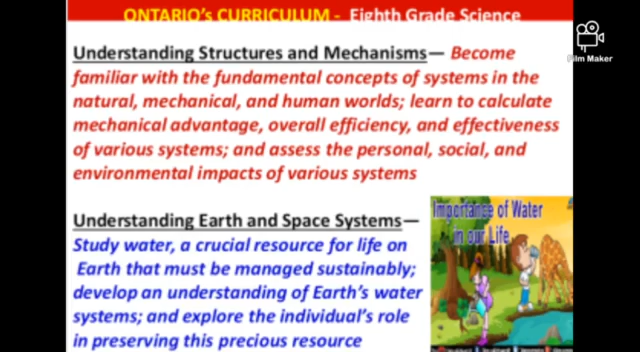 ONTARIO's CURRICULUM - Eighth Grade Science
Film Maker
Understanding Structures and Mechanisms— Become
familiar with the fundamental concepts of systems in the
natural, mechanical, and human worlds; learn to calculate
mechanical advantage, overall efficiency, and effectiveness
of various systems; and assess the personal, social, and
environmental impacts of various systems
Understanding Earth and Space Systems—
Study water, a crucial resource for life on
Earth that must be managed sustainably;
develop an understanding of Earth's water
systems; and explore the individual's role
in preserving this precious resource
Importance of Water
in our Life